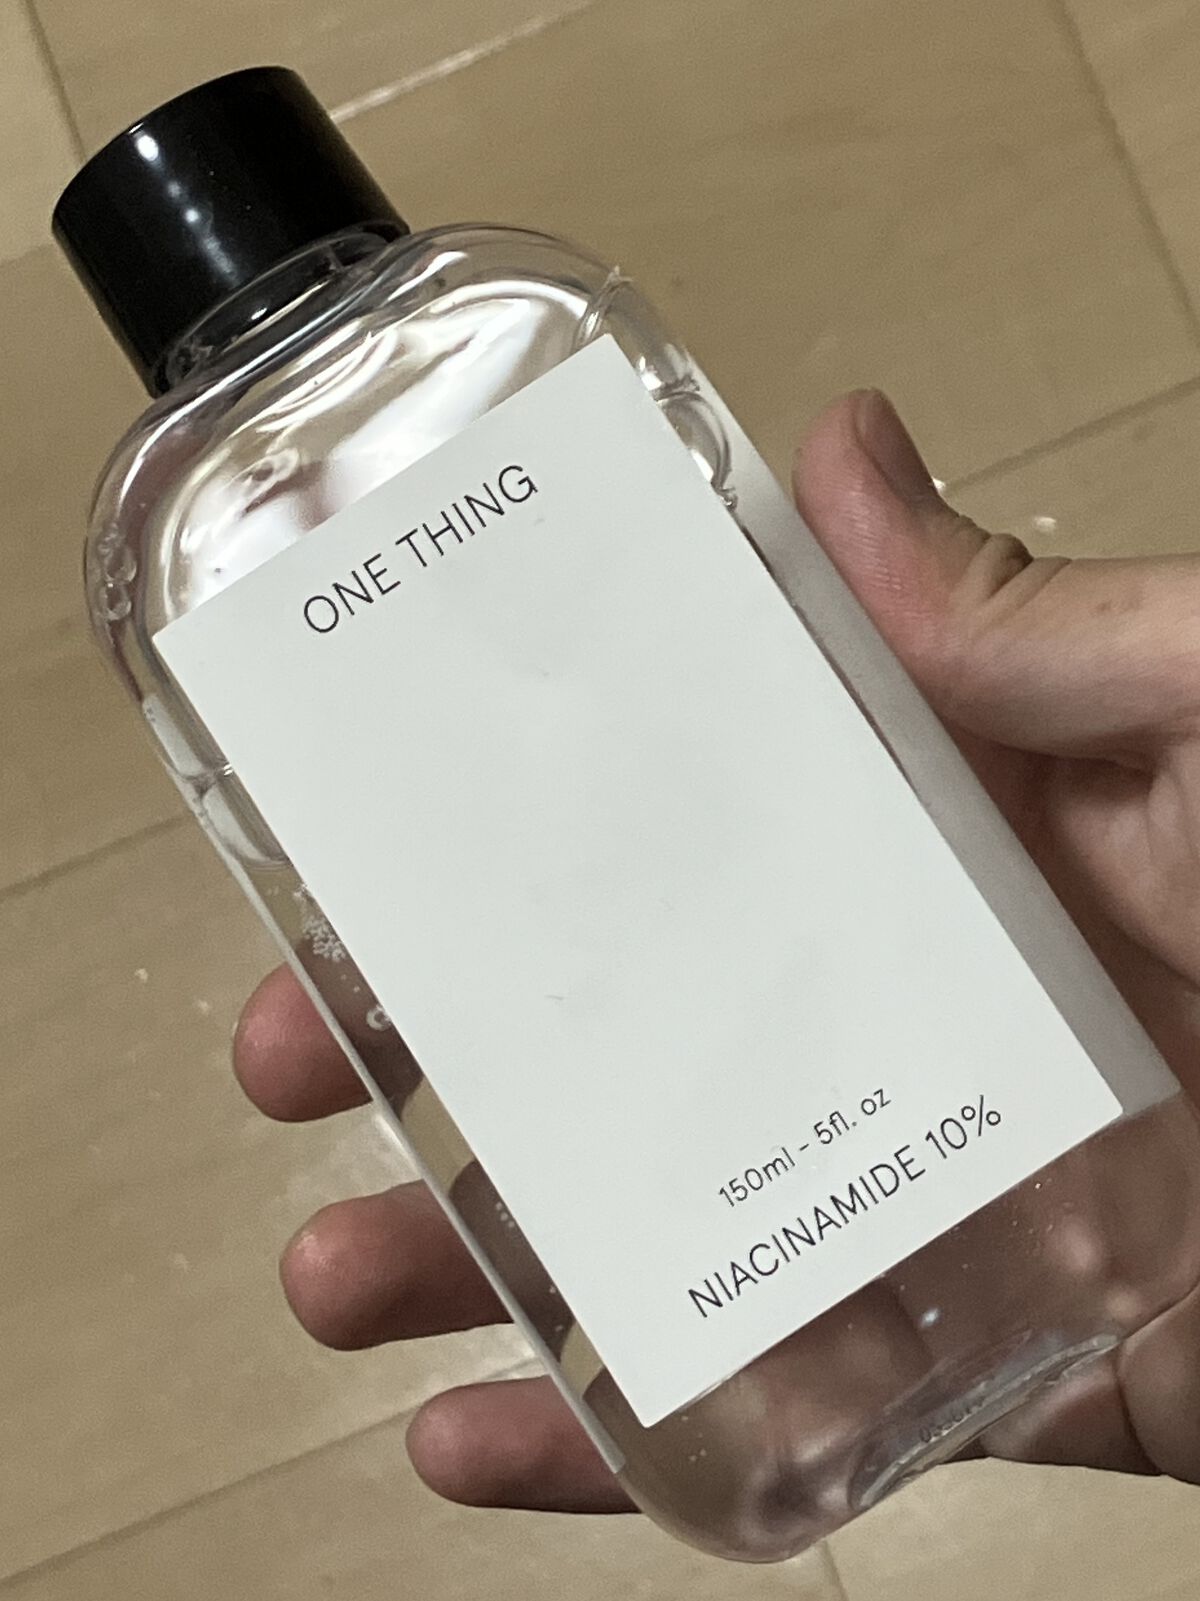 ONE THING
150ml - 5fl. oz
NIACINAMIDE 10%